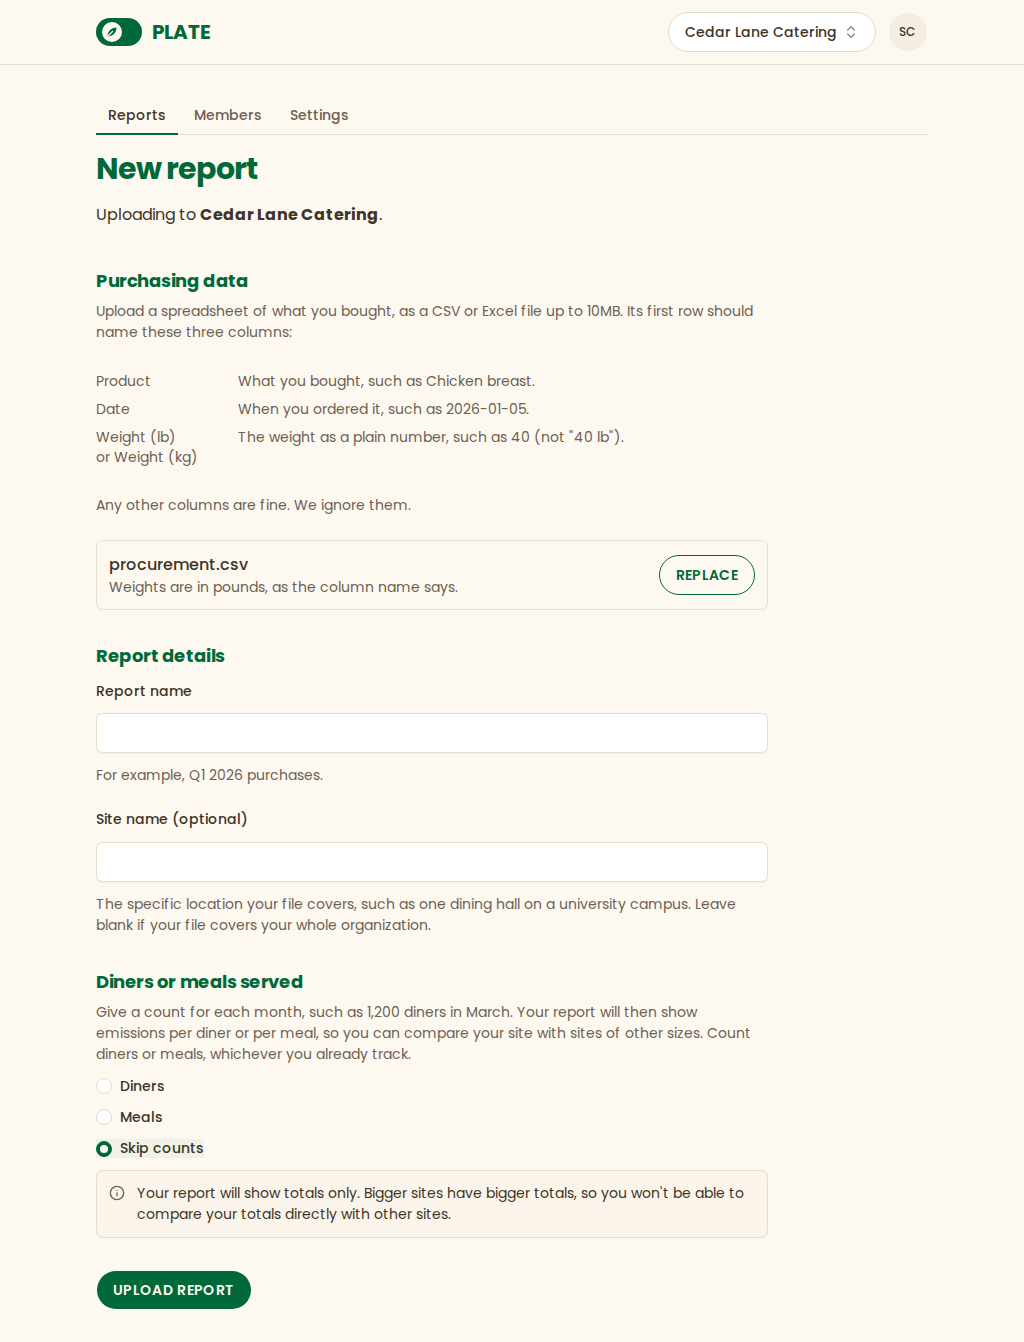 PLATE
Cedar Lane Catering
SC
Reports
Members
Settings
New report
Uploading to Cedar Lane Catering.
Purchasing data
Upload a spreadsheet of what you bought, as a CSV or Excel file up to 10MB. Its first row should
name these three columns:
Product
What you bought, such as Chicken breast.
Date
When you ordered it, such as 2026-01-05.
Weight (lb)
or Weight (kg)
The weight as a plain number, such as 40 (not "40 lb").
Any other columns are fine. We ignore them.
procurement.csv
Weights are in pounds, as the column name says.
REPLACE
Report details
Report name
For example, Q1 2026 purchases.
Site name (optional)
The specific location your file covers, such as one dining hall on a university campus. Leave
blank if your file covers your whole organization.
Diners or meals served
Give a count for each month, such as 1,200 diners in March. Your report will then show
emissions per diner or per meal, so you can compare your site with sites of other sizes. Count
diners or meals, whichever you already track.
Diners
Meals
Skip counts
Your report will show totals only. Bigger sites have bigger totals, so you won't be able to
compare your totals directly with other sites.
UPLOAD REPORT